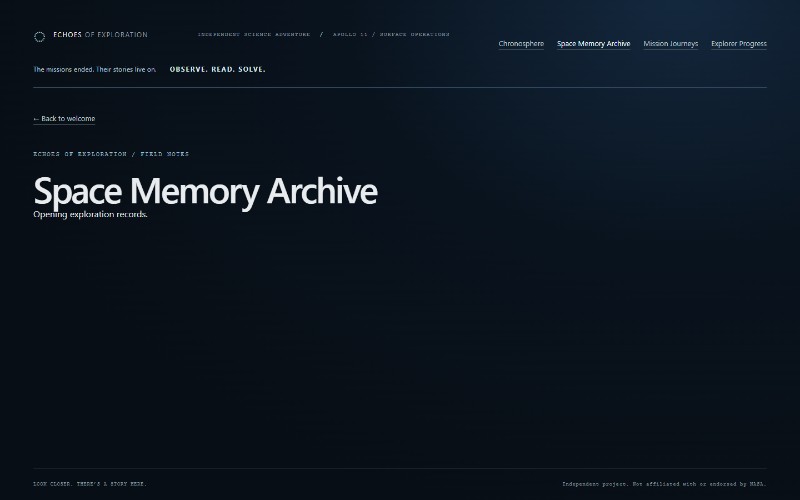 ECHOES OF EXPLORATION
INDEPENDENT SCIENCE ADVENTURE / APOLLO 11 / SURFACE OPERATIONS
Chronosphere Space Memory Archive Mission Journeys Explorer Progress
The missions ended. Their stories live on. OBSERVE. READ. SOLVE.
← Back to welcome
ECHOES OF EXPLORATION / FIELD NOTES
Space Memory Archive
Opening exploration records.
LOOK CLOSER. THERE'S A STORY HERE.
Independent project. Not affiliated with or endorsed by NASA.